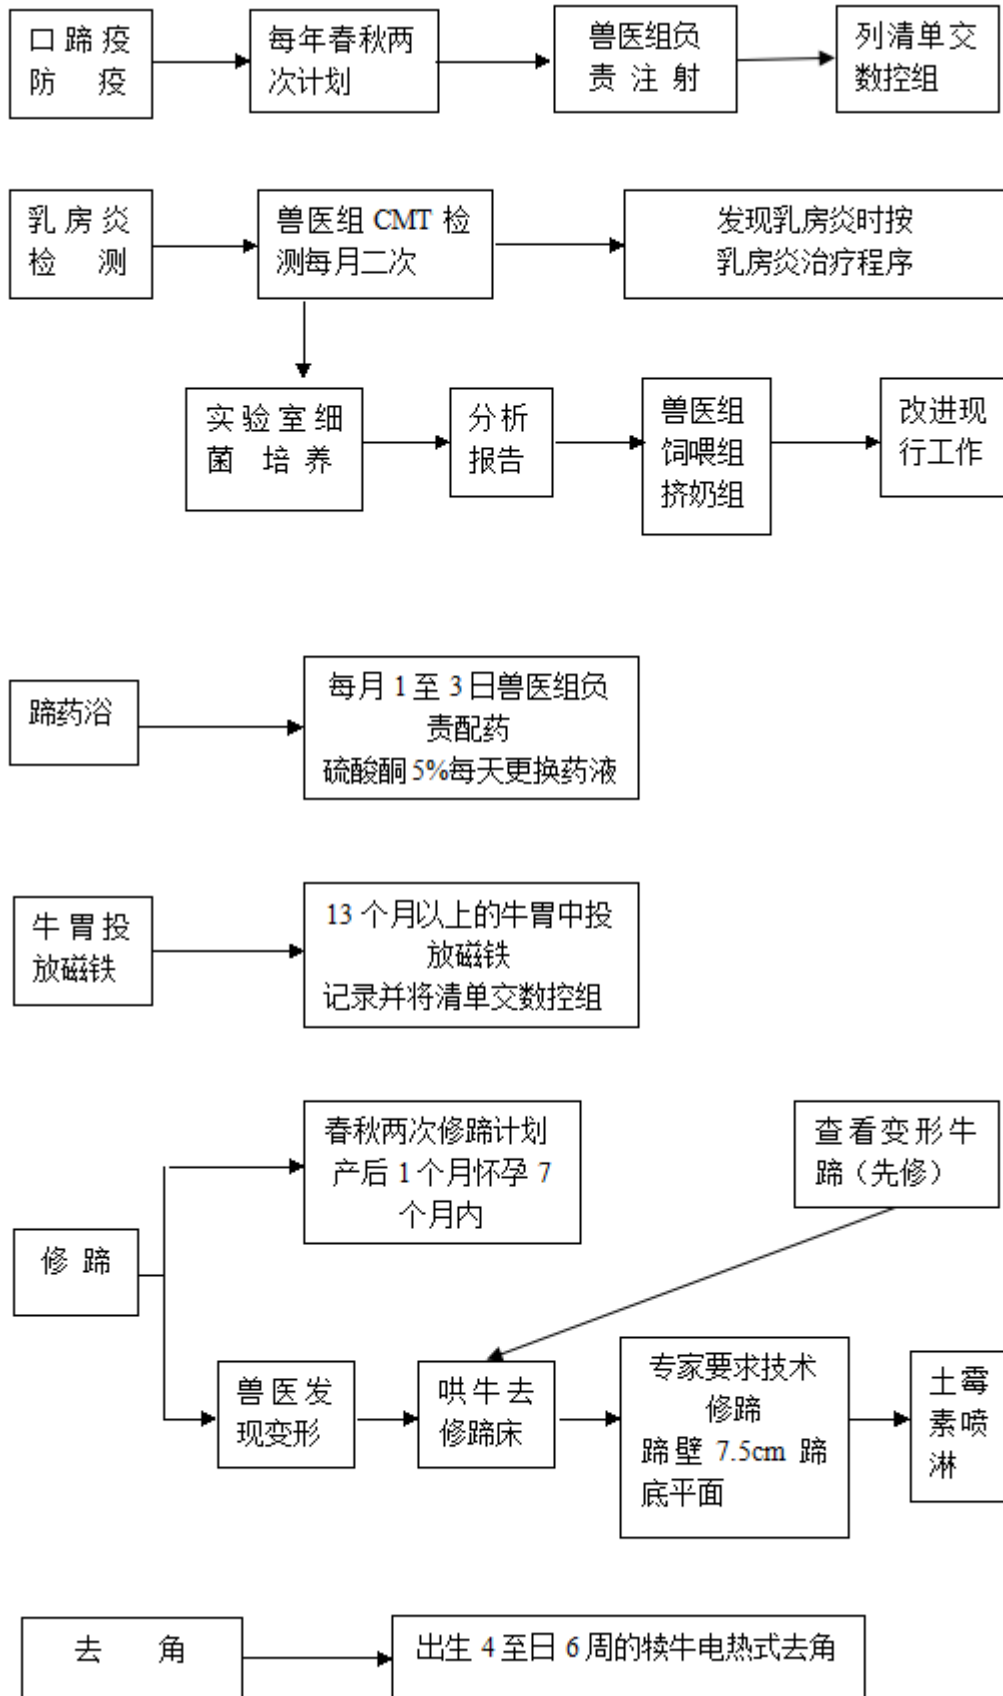 口蹄疫
防疫
每年春秋两
次计划
兽医组负
责注射
列清单交
数控组
乳房炎
检测
兽医组 CMT 检
测每月二次
发现乳房炎时按
乳房炎治疗程序
实验室细
菌培养
分析
报告
兽医组
饲喂组
挤奶组
改进现
行工作
蹄药浴
每月 1 至 3 日兽医组负
责配药
硫酸酮 5%每天更换药液
牛胃投
放磁铁
13 个月以上的牛胃中投
放磁铁
记录并将清单交数控组
春秋两次修蹄计划
产后 1 个月怀孕 7
个月内
查看变形牛
蹄（先修）
修蹄
兽医发
现变形
哄牛去
修蹄床
专家要求技术
修蹄
蹄壁 7.5cm 蹄
底平面
土霉
素喷
淋
去角
出生 4 至日 6 周的犊牛电热式去角